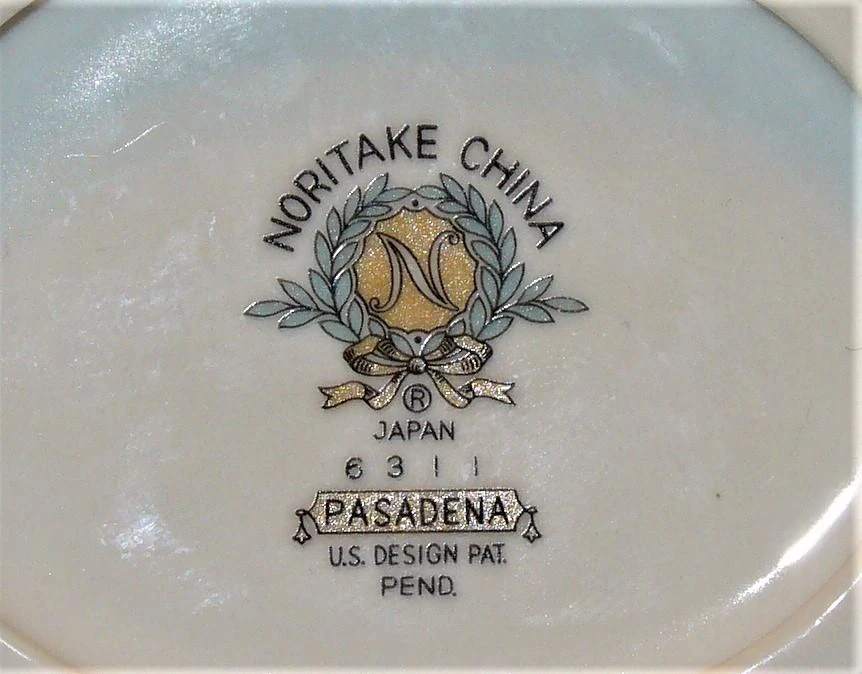 NORITAKE CHINA
N
®
JAPAN
6311
PASADENA
U.S. DESIGN PAT.
PEND.